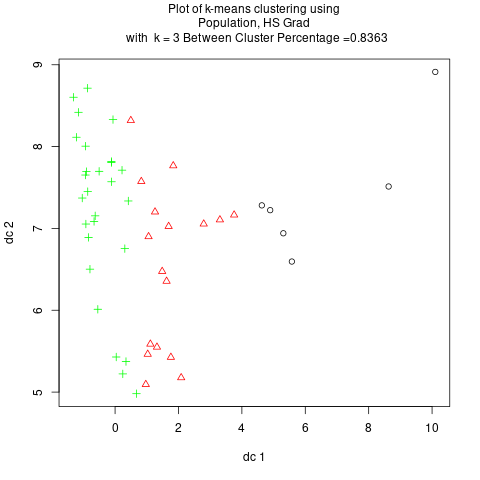 Plot of k-means clustering using
Population, HS Grad
with  k = 3 Between Cluster Percentage =0.8363
9
8
7
6
5
dc 2
0 2 4 6 8 10
dc 1